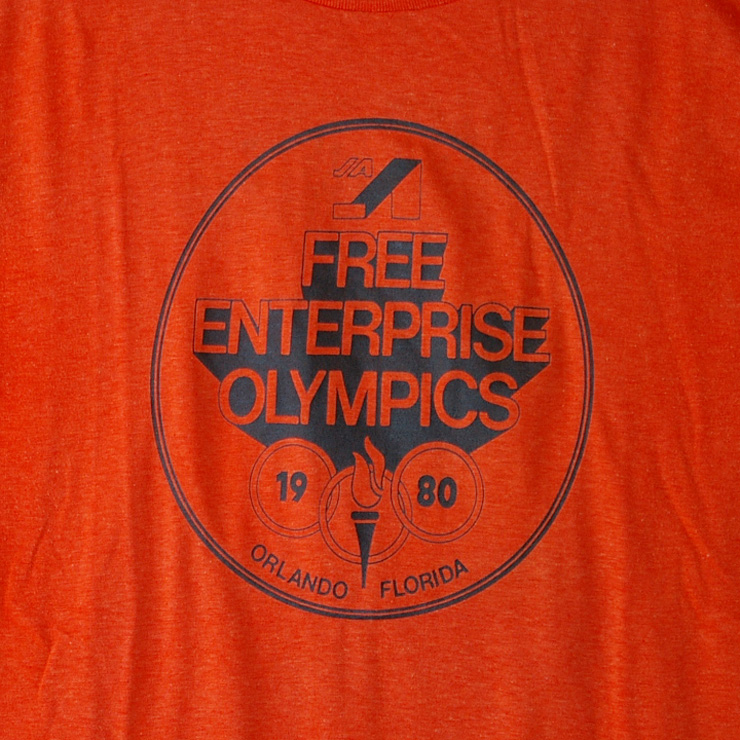 JA
FREE
ENTERPRISE
OLYMPICS
19 80
ORLANDO FLORIDA